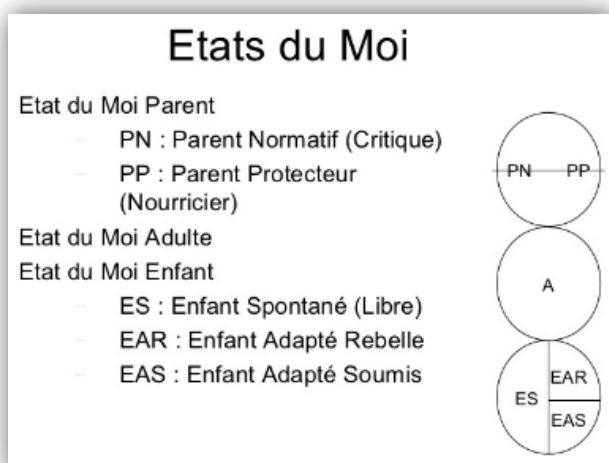 Etats du Moi
Etat du Moi Parent
PN : Parent Normatif (Critique)
PP : Parent Protecteur
(Nourricier)
Etat du Moi Adulte
Etat du Moi Enfant
ES : Enfant Spontané (Libre)
EAR : Enfant Adapté Rebelle
EAS : Enfant Adapté Soumis
PN PP
A
ES
EAR
EAS